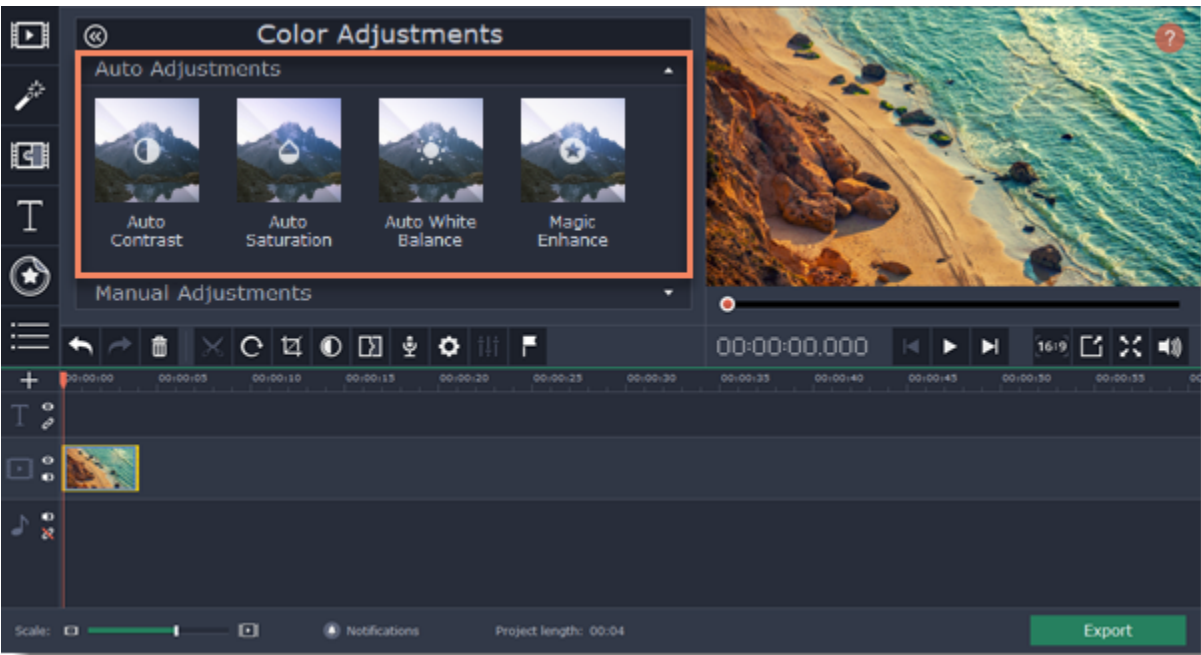 Color Adjustments
?
Auto Adjustments
Auto
Contrast
Auto
Saturation
Auto White
Balance
Magic
Enhance
Manual Adjustments
00:00:00.000
16:9
00:00:00 00:00:05 00:00:10 00:00:15 00:00:20 00:00:25 00:00:30 00:00:35 00:00:40 00:00:45 00:00:50 00:00:55
T
T
Scale:
Notifications
Project length: 00:04
Export